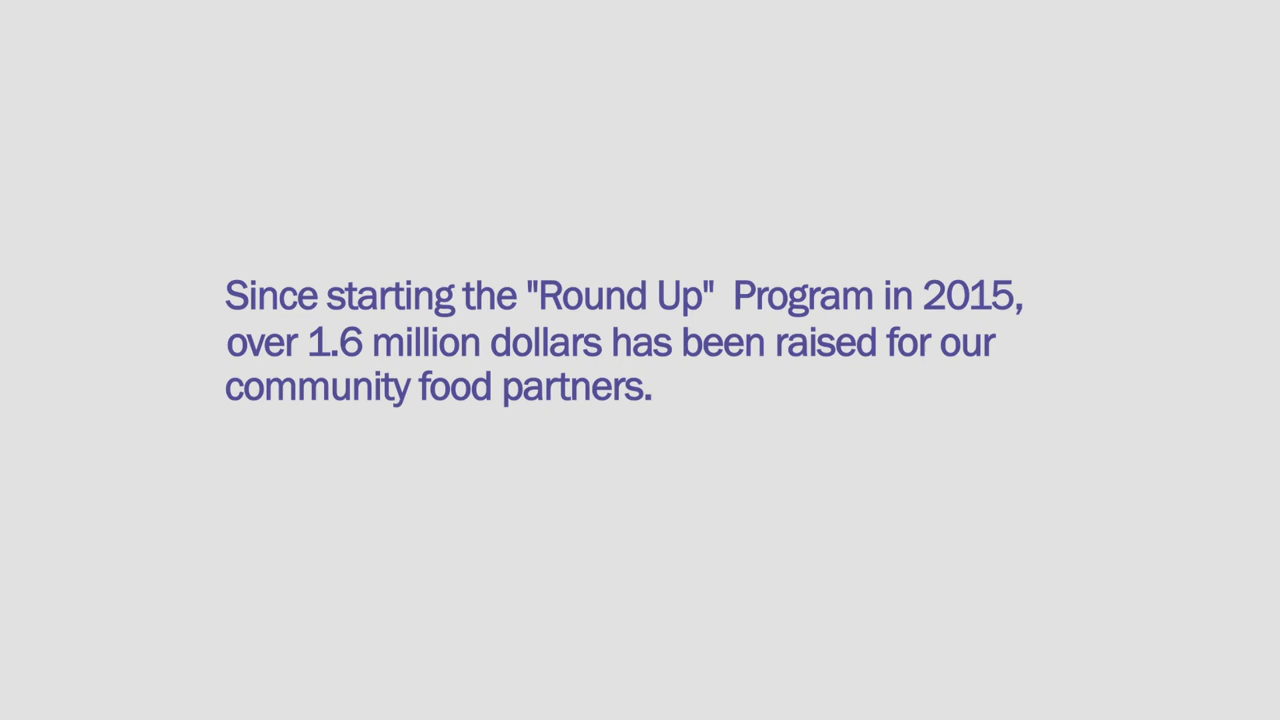 Since starting the "Round Up"  Program in 2015,
over 1.6 million dollars has been raised for our
community food partners.